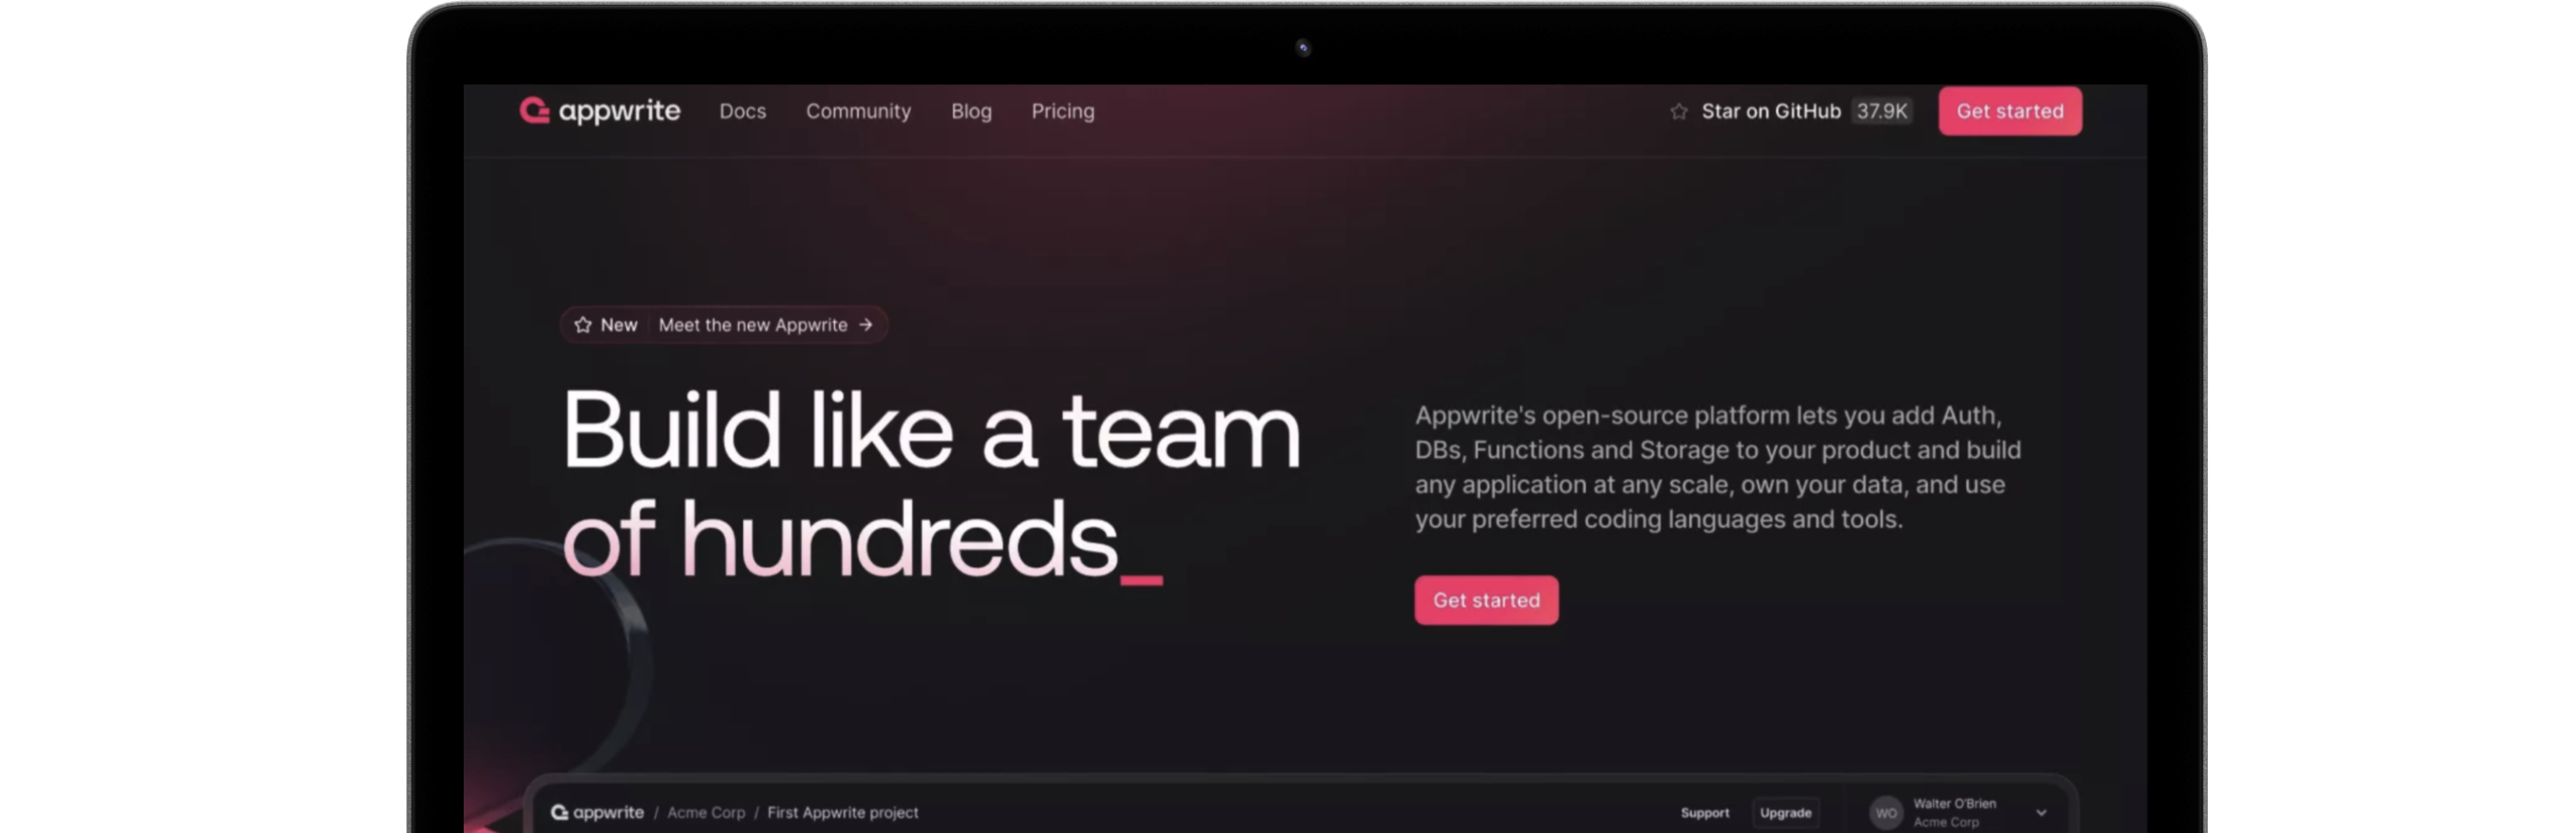 appwrite Docs Community Blog Pricing Star on GitHub 37.9K Get started
New Meet the new Appwrite →
Build like a team
of hundreds_
Appwrite's open-source platform lets you add Auth,
DBs, Functions and Storage to your product and build
any application at any scale, own your data, and use
your preferred coding languages and tools.
Get started
appwrite / Acme Corp / First Appwrite project Support Upgrade WO Walter O'Brien
Acme Corp